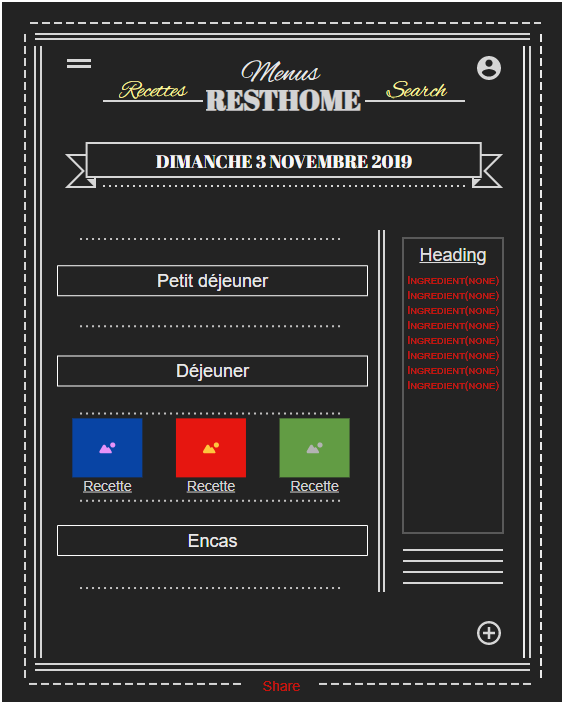 Menus
Recettes
RESTHOME
Search
DIMANCHE 3 NOVEMBRE 2019
Petit déjeuner
Déjeuner
Recette
Recette
Recette
Encas
Heading
INGREDIENT(NONE)
INGREDIENT(NONE)
INGREDIENT(NONE)
INGREDIENT(NONE)
INGREDIENT(NONE)
INGREDIENT(NONE)
INGREDIENT(NONE)
INGREDIENT(NONE)
Share